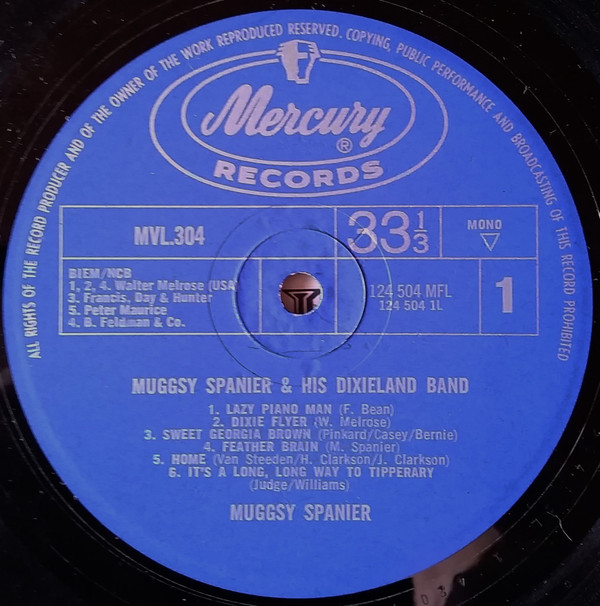 ALL RIGHTS OF THE RECORD PRODUCER AND OF THE OWNER OF THE WORK REPRODUCED RESERVED. COPYING, PUBLIC PERFORMANCE AND BROADCASTING OF THIS RECORD PROHIBITED
Mercury
®
RECORDS
MVL.304
33 1/3
MONO
BIEM/NCB
1, 2, 4. Walter Melrose (USA
3. Francis, Day & Hunter
5. Peter Maurice
4. B. Feldman & Co.
124 504 MFL
124 504 1L
1
MUGGSY SPANIER & HIS DIXIELAND BAND
1. LAZY PIANO MAN (F. Bean)
2. DIXIE FLYER (W. Melrose)
3. SWEET GEORGIA BROWN (Pinkard/Casey/Bernie)
4. FEATHER BRAIN (M. Spanier)
5. HOME (Van Steeden/H. Clarkson/J. Clarkson)
6. IT'S A LONG, LONG WAY TO TIPPERARY
(Judge/Williams)
MUGGSY SPANIER